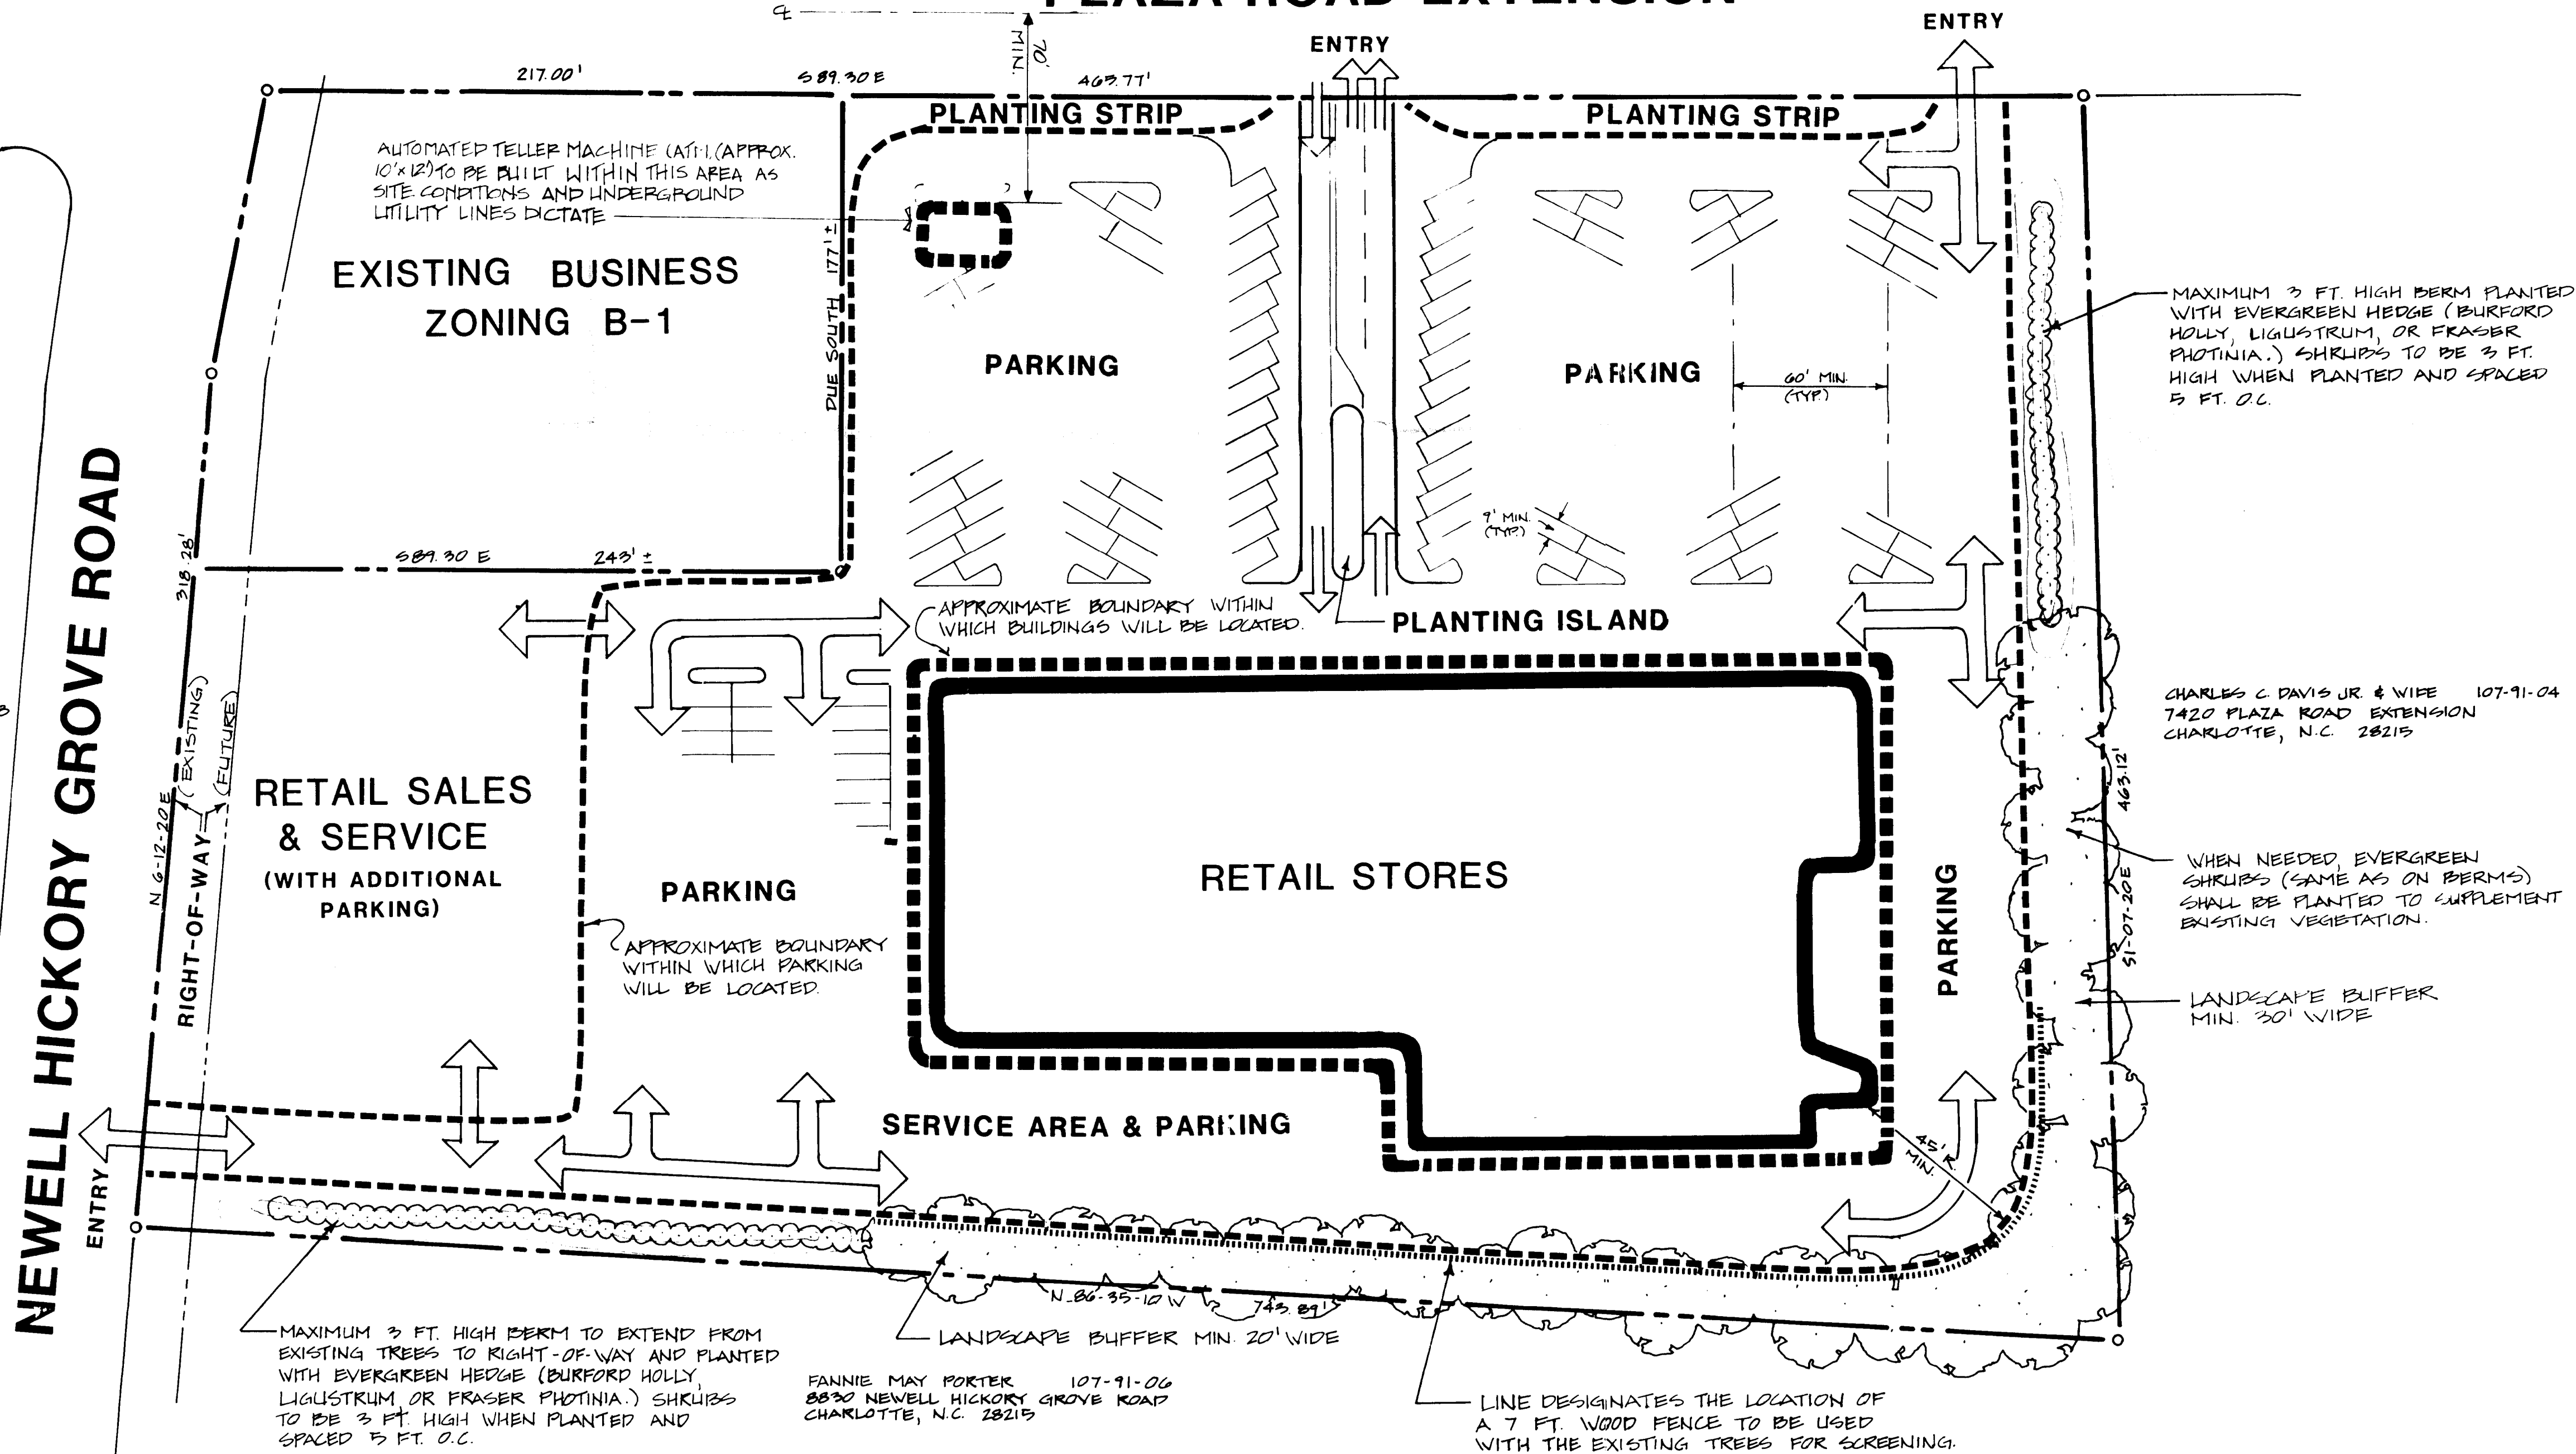 PLAZA ROAD EXTENSION
℄
70'
MIN.
ENTRY
ENTRY
217.00'
S89.30 E
463.77'
PLANTING STRIP
PLANTING STRIP
AUTOMATED TELLER MACHINE (ATM) (APPROX.
10'x12') TO BE BUILT WITHIN THIS AREA AS
SITE CONDITIONS AND UNDERGROUND
UTILITY LINES DICTATE
EXISTING BUSINESS
ZONING B-1
DUE SOUTH 177'±
PARKING
PARKING
60' MIN.
(TYP.)
9' MIN.
(TYP.)
MAXIMUM 3 FT. HIGH BERM PLANTED
WITH EVERGREEN HEDGE (BURFORD
HOLLY, LIGUSTRUM, OR FRASER
PHOTINIA.) SHRUBS TO BE 3 FT.
HIGH WHEN PLANTED AND SPACED
5 FT. O.C.
S89.30 E
243' ±
318.28'
NEWELL HICKORY GROVE ROAD
APPROXIMATE BOUNDARY WITHIN
WHICH BUILDINGS WILL BE LOCATED.
PLANTING ISLAND
(EXISTING)
(FUTURE)
RIGHT-OF-WAY
N 6-12-20 E
3
CHARLES C. DAVIS JR. & WIFE 107-91-04
7420 PLAZA ROAD EXTENSION
CHARLOTTE, N.C. 28215
463.12'
S1-07-20E
RETAIL SALES
& SERVICE
(WITH ADDITIONAL
PARKING)
PARKING
RETAIL STORES
PARKING
WHEN NEEDED, EVERGREEN
SHRUBS (SAME AS ON BERMS)
SHALL BE PLANTED TO SUPPLEMENT
EXISTING VEGETATION.
APPROXIMATE BOUNDARY
WITHIN WHICH PARKING
WILL BE LOCATED.
LANDSCAPE BUFFER
MIN. 30' WIDE
SERVICE AREA & PARKING
45' R.
MIN.
ENTRY
N-86-35-10 W
743.89'
LANDSCAPE BUFFER MIN. 20' WIDE
MAXIMUM 3 FT. HIGH BERM TO EXTEND FROM
EXISTING TREES TO RIGHT-OF-WAY AND PLANTED
WITH EVERGREEN HEDGE (BURFORD HOLLY,
LIGUSTRUM, OR FRASER PHOTINIA.) SHRUBS
TO BE 3 FT. HIGH WHEN PLANTED AND
SPACED 5 FT. O.C.
FANNIE MAY PORTER 107-91-06
8830 NEWELL HICKORY GROVE ROAD
CHARLOTTE, N.C. 28215
LINE DESIGNATES THE LOCATION OF
A 7 FT. WOOD FENCE TO BE USED
WITH THE EXISTING TREES FOR SCREENING.